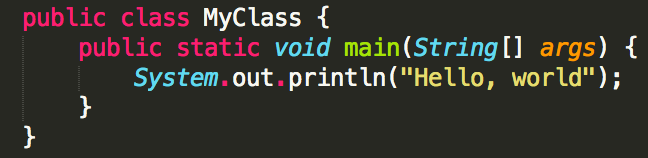 public class MyClass {
    public static void main(String[] args) {
        System.out.println("Hello, world");
    }
}